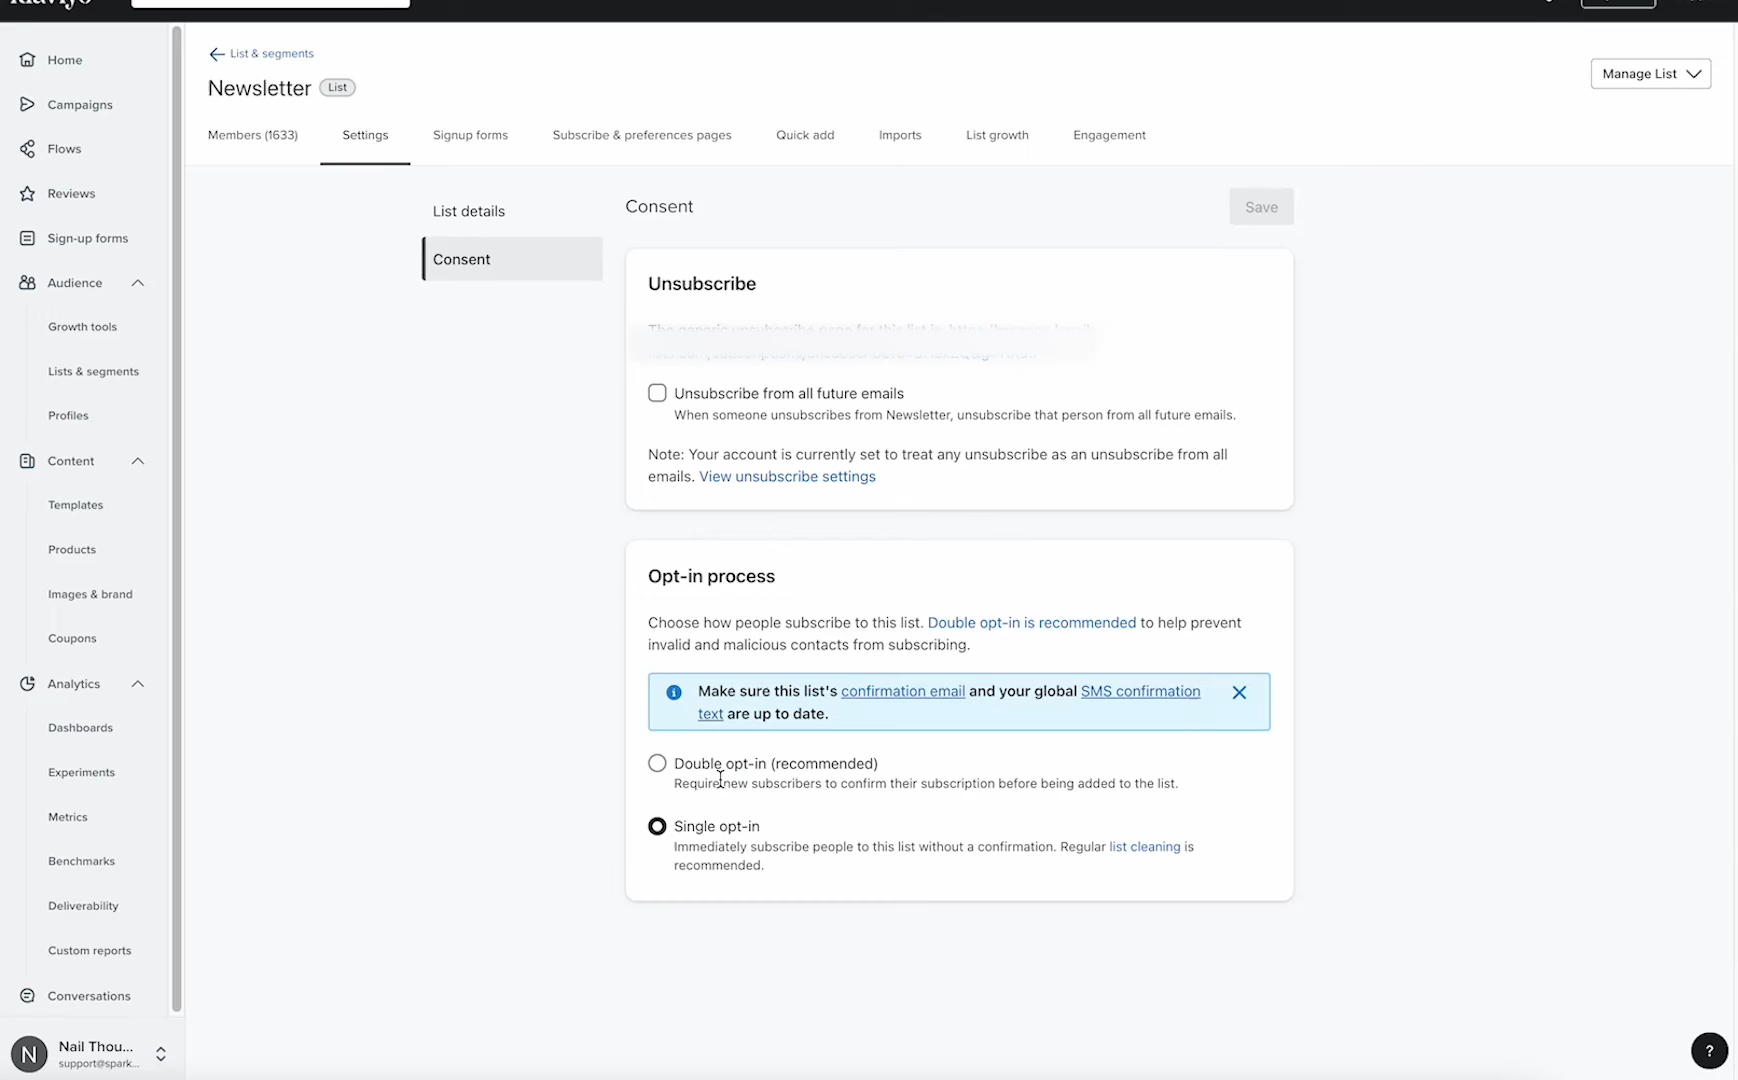 Home
Campaigns
Flows
Reviews
Sign-up forms
Audience
Growth tools
Lists & segments
Profiles
Content
Templates
Products
Images & brand
Coupons
Analytics
Dashboards
Experiments
Metrics
Benchmarks
Deliverability
Custom reports
Conversations
N
Nail Thou...
support@spark...
List & segments
Newsletter List
Manage List
Members (1633) Settings Signup forms Subscribe & preferences pages Quick add Imports List growth Engagement
List details
Consent
Consent
Save
Unsubscribe
Unsubscribe from all future emails
When someone unsubscribes from Newsletter, unsubscribe that person from all future emails.
Note: Your account is currently set to treat any unsubscribe as an unsubscribe from all
emails. View unsubscribe settings
Opt-in process
Choose how people subscribe to this list. Double opt-in is recommended to help prevent
invalid and malicious contacts from subscribing.
Make sure this list's confirmation email and your global SMS confirmation
text are up to date.
Double opt-in (recommended)
Require new subscribers to confirm their subscription before being added to the list.
Single opt-in
Immediately subscribe people to this list without a confirmation. Regular list cleaning is
recommended.
?